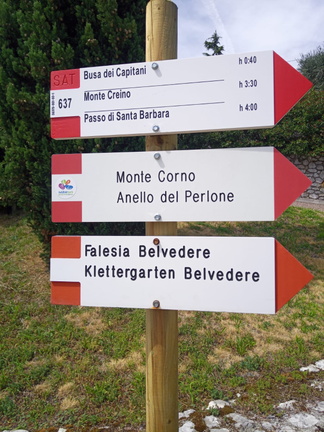 SAT
637
Busa dei Capitani h 0:40
Monte Creino h 3:30
Passo di Santa Barbara h 4:00
Monte Corno
Anello del Perlone
Falesia Belvedere
Klettergarten Belvedere